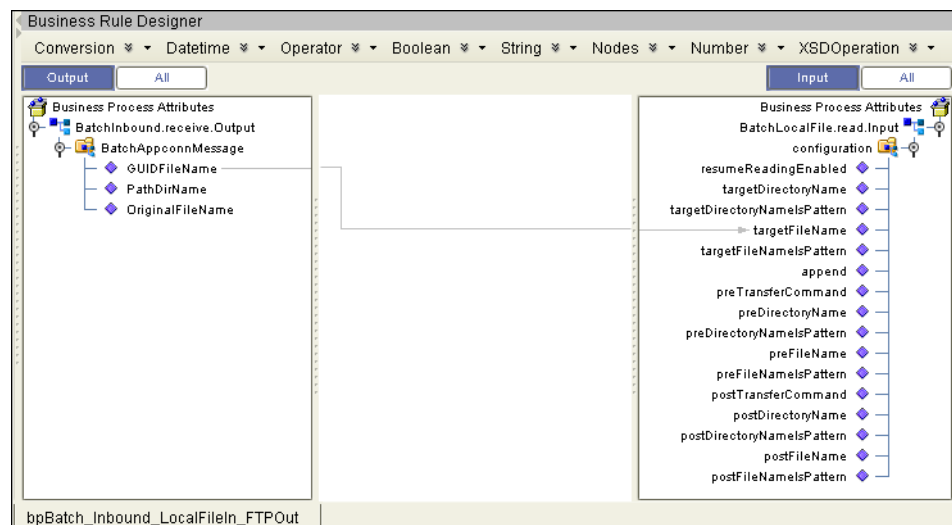 Business Rule Designer
Conversion Datetime Operator Boolean String Nodes Number XSDOperation
Output All Input All
Business Process Attributes
BatchInbound.receive.Output
BatchAppconnMessage
GUIDFileName
PathDirName
OriginalFileName
Business Process Attributes
BatchLocalFile.read.Input
configuration
resumeReadingEnabled
targetDirectoryName
targetDirectoryNameIsPattern
targetFileName
targetFileNameIsPattern
append
preTransferCommand
preDirectoryName
preDirectoryNameIsPattern
preFileName
preFileNameIsPattern
postTransferCommand
postDirectoryName
postDirectoryNameIsPattern
postFileName
postFileNameIsPattern
bpBatch_Inbound_LocalFileIn_FTPOut